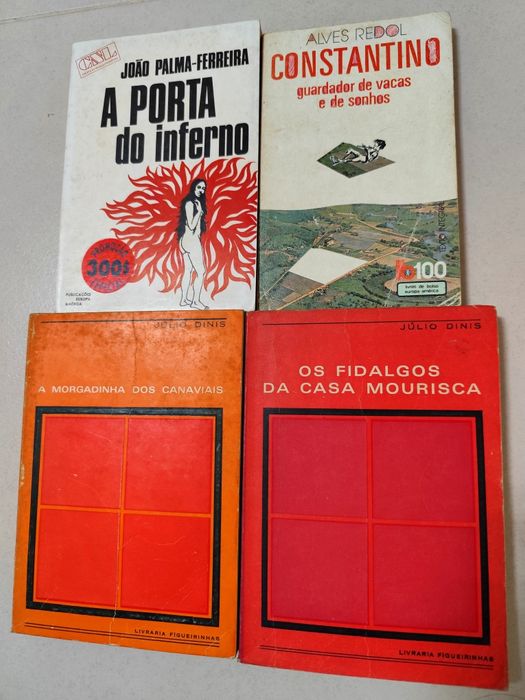 JOÃO PALMA-FERREIRA
A PORTA
do inferno
300$
PUBLICAÇÕES
EUROPA
AMÉRICA
ALVES REDOL
CONSTANTINO
guardador de vacas
e de sonhos
TEXTO INTEGRAL
100
livros de bolso
europa-américa
JÚLIO DINIS
A MORGADINHA DOS CANAVIAIS
LIVRARIA FIGUEIRINHAS
JÚLIO DINIS
OS FIDALGOS
DA CASA MOURISCA
LIVRARIA FIGUEIRINHAS